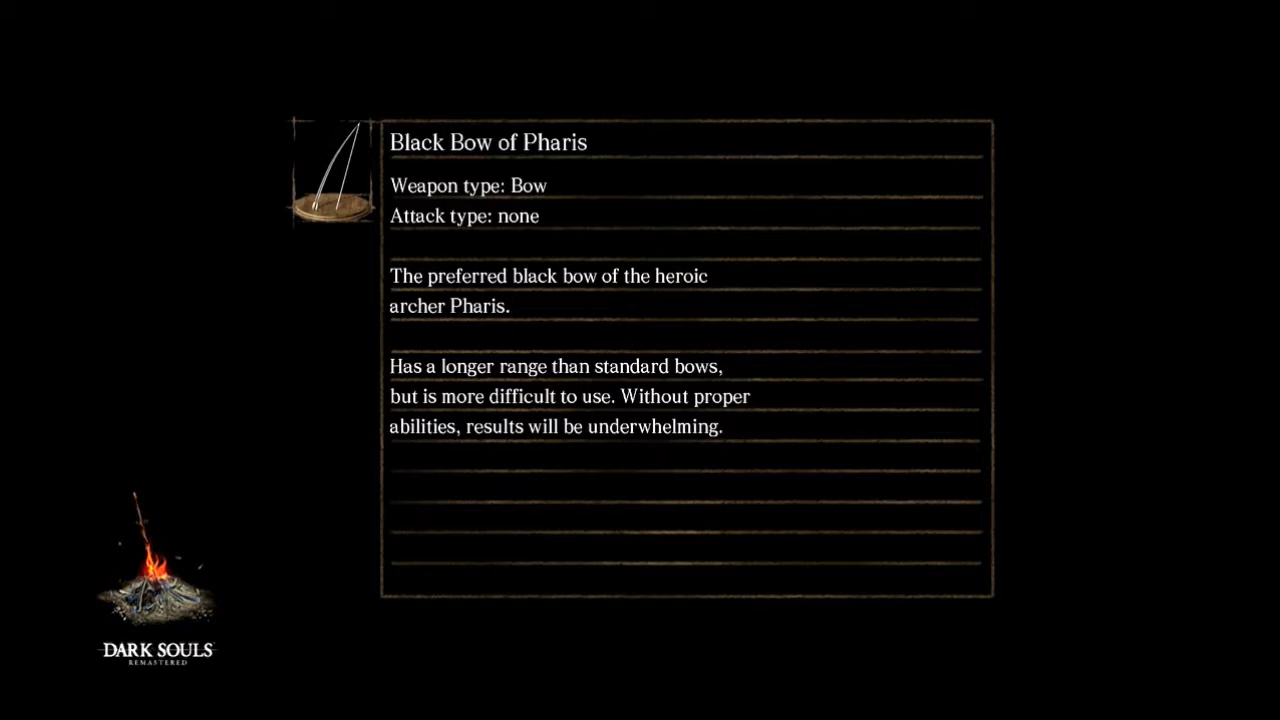 Black Bow of Pharis
Weapon type: Bow
Attack type: none
The preferred black bow of the heroic
archer Pharis.
Has a longer range than standard bows,
but is more difficult to use. Without proper
abilities, results will be underwhelming.
DARK SOULS
REMASTERED